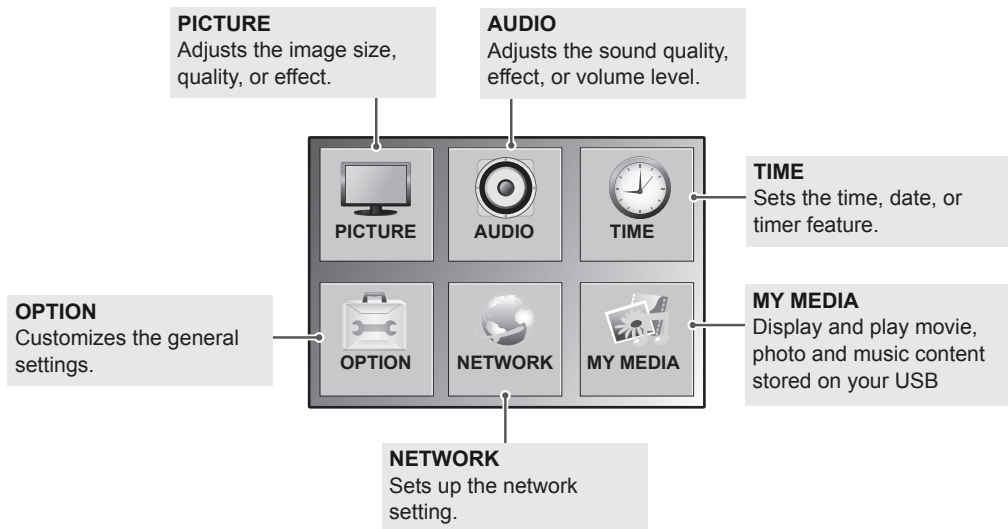 PICTURE
Adjusts the image size,
quality, or effect.
AUDIO
Adjusts the sound quality,
effect, or volume level.
PICTURE
AUDIO
TIME
TIME
Sets the time, date, or
timer feature.
OPTION
Customizes the general
settings.
OPTION
NETWORK
MY MEDIA
MY MEDIA
Display and play movie,
photo and music content
stored on your USB
NETWORK
Sets up the network
setting.